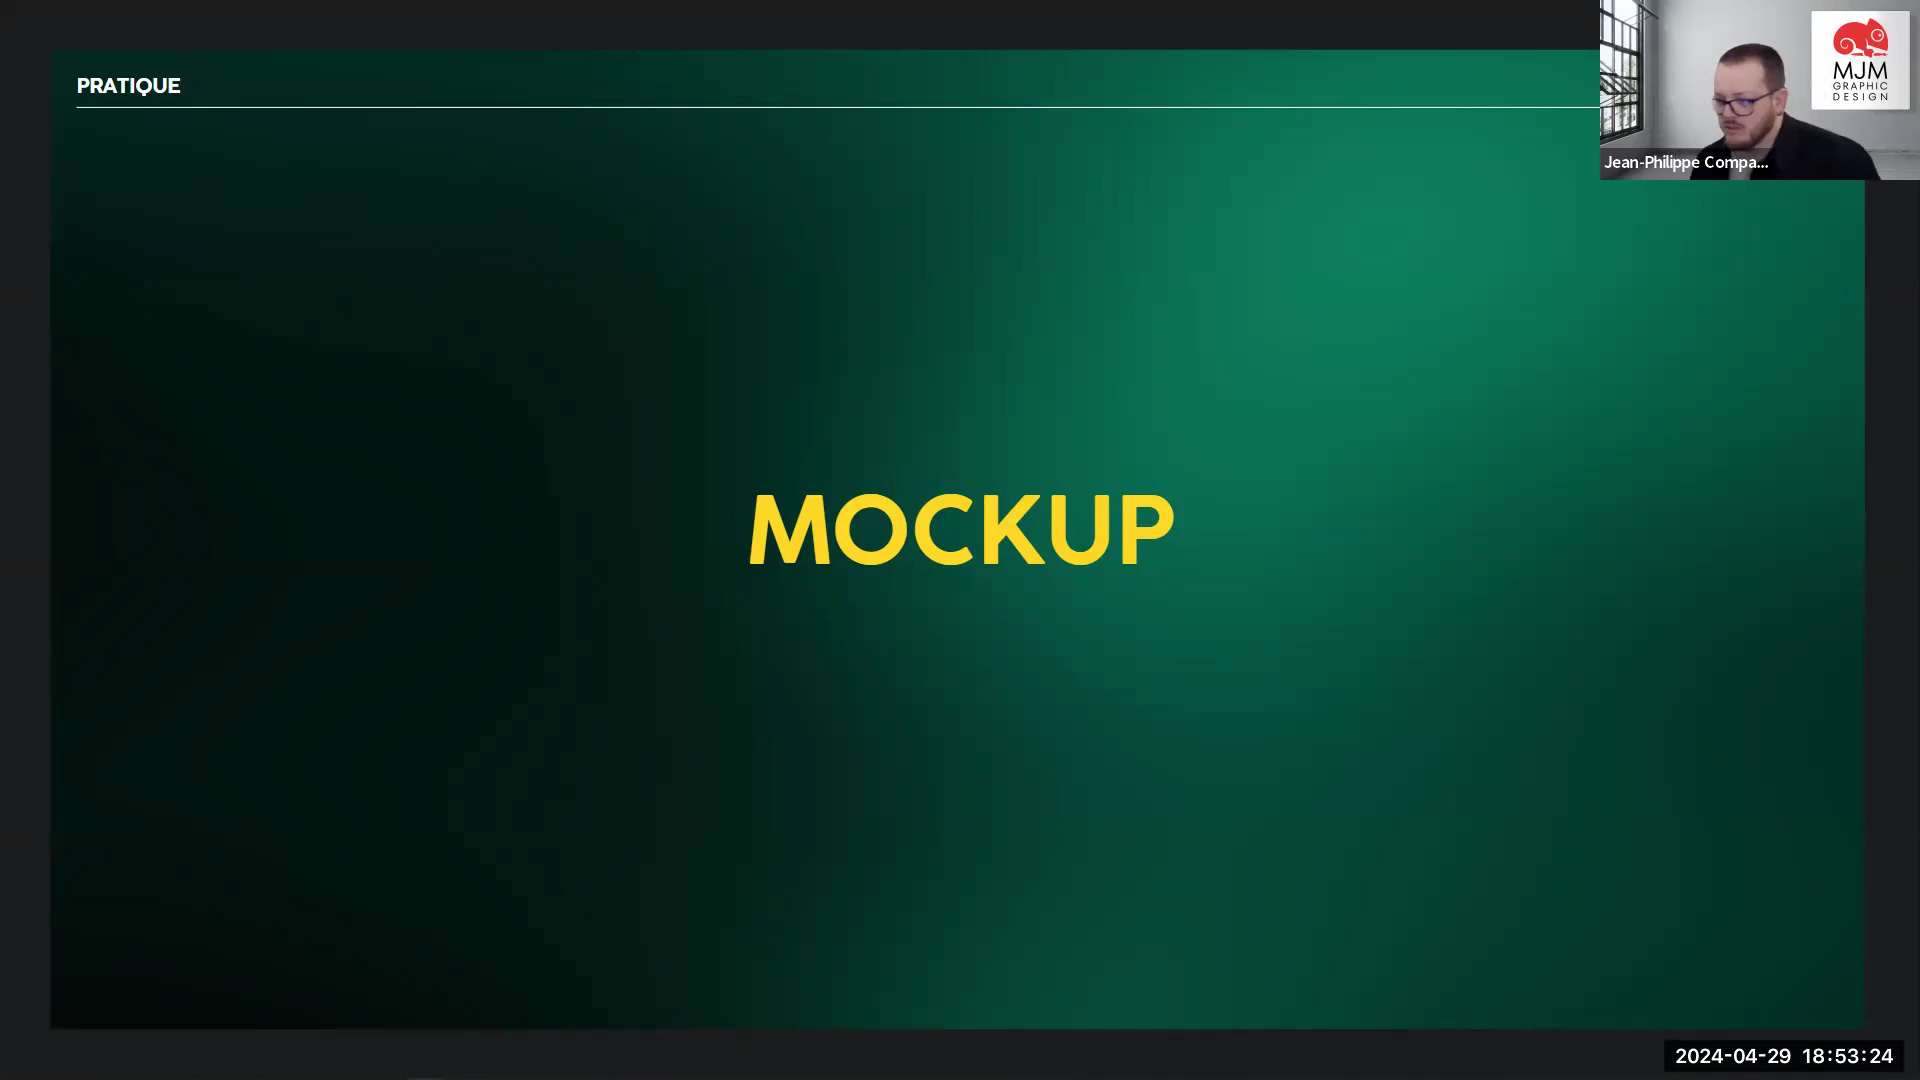 PRATIQUE
MJM
GRAPHIC
DESIGN
Jean-Philippe Compa...
MOCKUP
2024-04-29 18:53:24